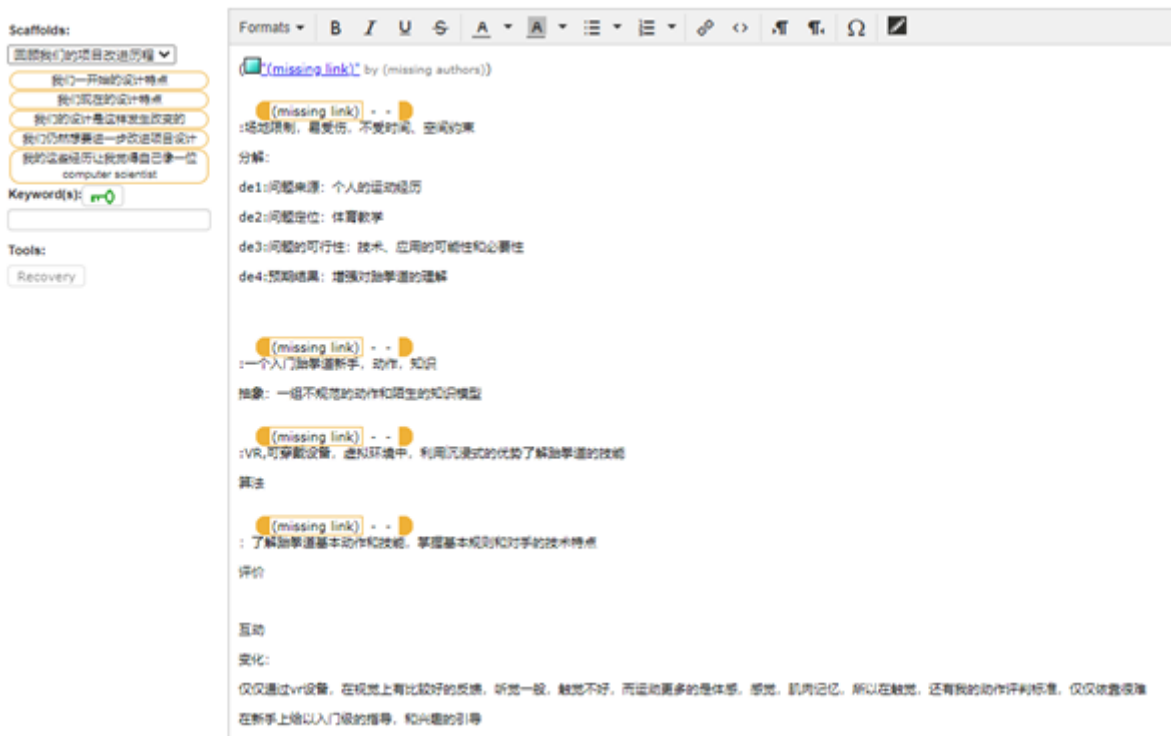 Scaffolds:
回顾我们的项目改进历程
我们一开始的设计特点
我们现在的设计特点
我们的设计是这样发生改变的
我们仍然想要进一步改进项目设计
我的这些经历让我觉得自己像一位
computer scientist
Keyword(s):
Tools:
Recovery
Formats B I U S A A Ω
("(missing link)" by (missing authors))
(missing link) - -
:场地限制，易受伤，不受时间、空间约束
分解：
de1:问题来源：个人的运动经历
de2:问题定位：体育教学
de3:问题的可行性：技术、应用的可能性和必要性
de4:预期结果：增强对跆拳道的理解
(missing link) - -
:一个入门跆拳道新手，动作，知识
抽象：一组不规范的动作和陌生的知识模型
(missing link) - -
:VR,可穿戴设备，虚拟环境中，利用沉浸式的优势了解跆拳道的技能
算法
(missing link) - -
：了解跆拳道基本动作和技能，掌握基本规则和对手的技术特点
评价
互动
变化：
仅仅通过vr设备，在视觉上有比较好的反馈，听觉一般，触觉不好，而运动更多的是体感，感觉，肌肉记忆，所以在触觉，还有我的动作评判标准，仅仅依靠很难
在新手上给以入门级的指导，和兴趣的引导